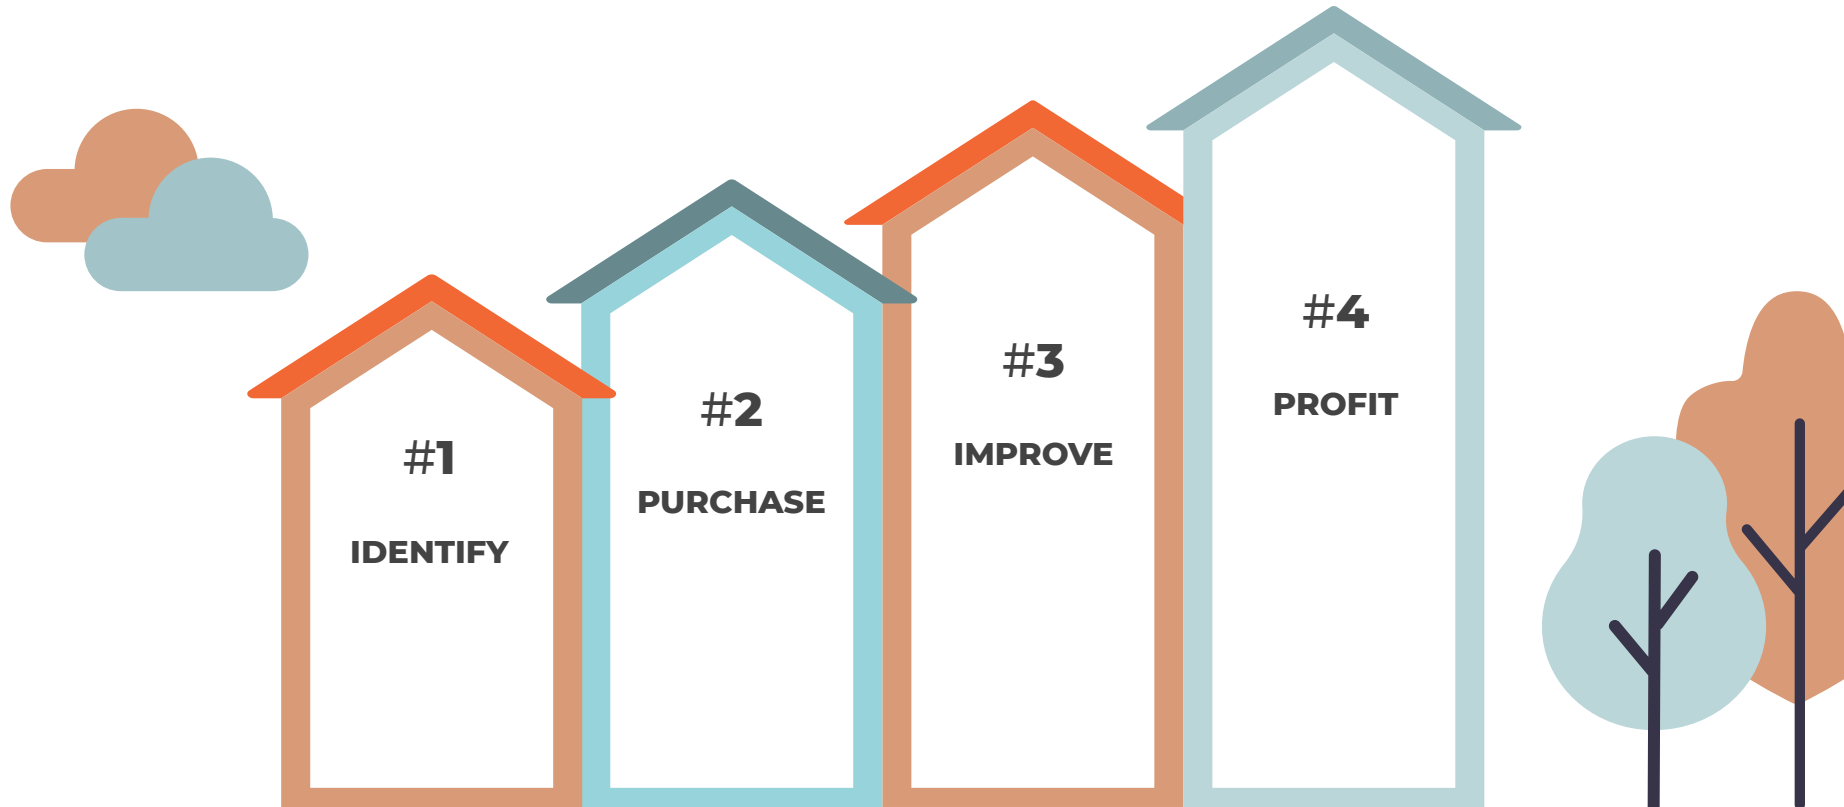 #1
IDENTIFY
#2
PURCHASE
#3
IMPROVE
#4
PROFIT